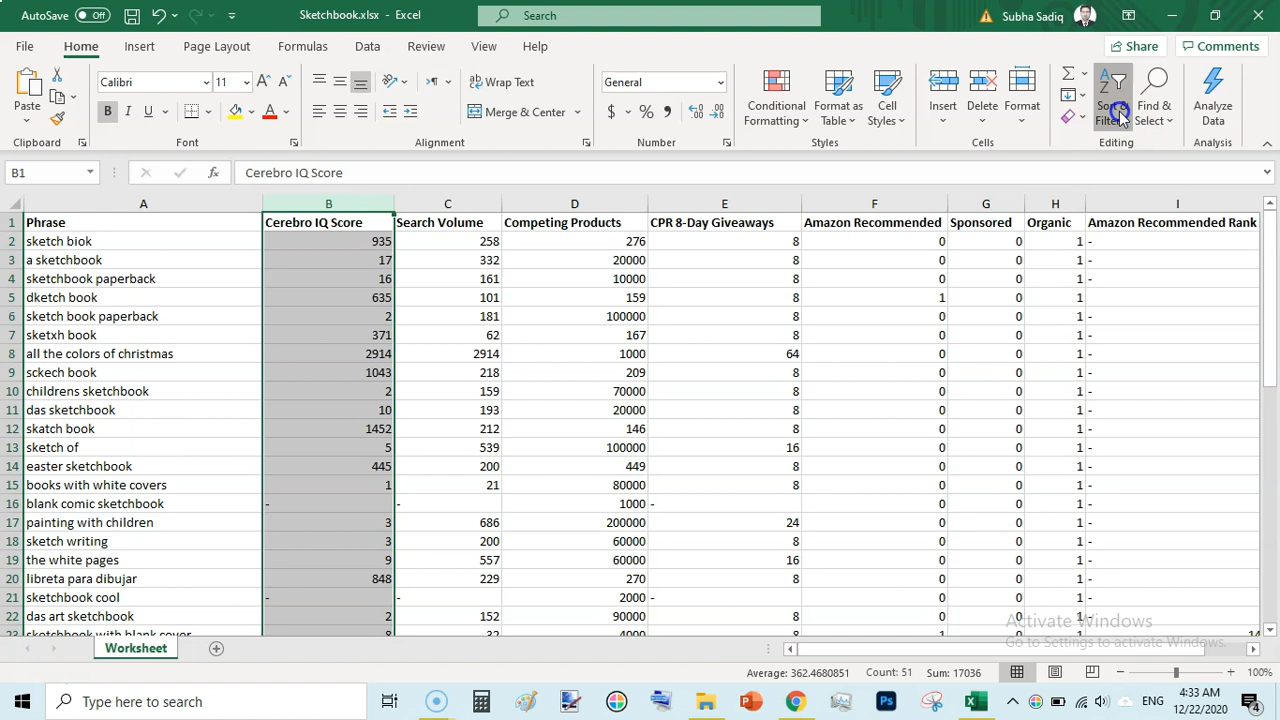 AutoSave Off Sketchbook.xlsx - Excel Search Subha Sadiq
File Home Insert Page Layout Formulas Data Review View Help Share Comments
Paste Calibri 11 A A Wrap Text General Conditional Formatting Format as Table Cell Styles Insert Delete Format Sort & Filter Find & Select Analyze Data
B I U A Merge & Center $ %
Clipboard Font Alignment Number Styles Cells Editing Analysis
B1 fx Cerebro IQ Score
A B C D E F G H I
1 Phrase Cerebro IQ Score Search Volume Competing Products CPR 8-Day Giveaways Amazon Recommended Sponsored Organic Amazon Recommended Rank
2 sketch biok 935 258 276 8 0 0 1 -
3 a sketchbook 17 332 20000 8 0 0 1 -
4 sketchbook paperback 16 161 10000 8 0 0 1 -
5 dketch book 635 101 159 8 1 0 1 -
6 sketch book paperback 2 181 100000 8 0 0 1 -
7 sketxh book 371 62 167 8 0 0 1 -
8 all the colors of christmas 2914 2914 1000 64 0 0 1 -
9 sckech book 1043 218 209 8 0 0 1 -
10 childrens sketchbook 2 159 70000 8 0 0 1 -
11 das sketchbook 10 193 20000 8 0 0 1 -
12 skatch book 1452 212 146 8 0 0 1 -
13 sketch of 5 539 100000 16 0 0 1 -
14 easter sketchbook 445 200 449 8 0 0 1 -
15 books with white covers 1 21 80000 8 0 0 1 -
16 blank comic sketchbook - - 1000 - 0 0 1 -
17 painting with children 3 686 200000 24 0 0 1 -
18 sketch writing 3 200 60000 8 0 0 1 -
19 the white pages 9 557 60000 16 0 0 1 -
20 libreta para dibujar 848 229 270 8 0 0 1 -
21 sketchbook cool - - 2000 - 0 0 1 -
22 das art sketchbook 2 152 90000 8 0 0 1 -
23 sketchbook with blank cover 8 32 4000 8 1 0 1 14
Activate Windows
Go to Settings to activate Windows.
Worksheet
Average: 362.4680851 Count: 51 Sum: 17036 100%
Type here to search ENG 4:33 AM
12/22/2020 4